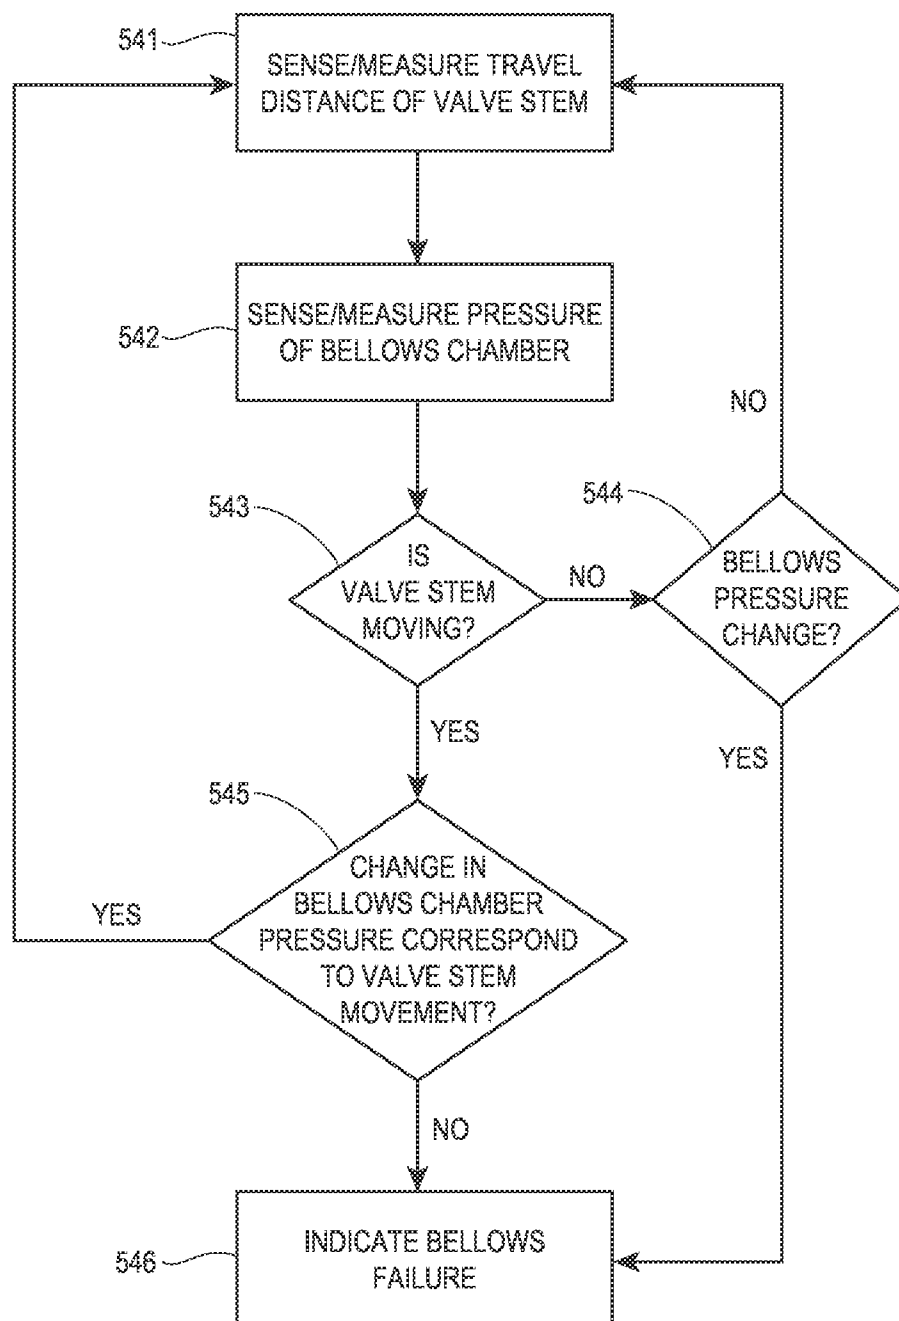 541
SENSE/MEASURE TRAVEL
DISTANCE OF VALVE STEM
542
SENSE/MEASURE PRESSURE
OF BELLOWS CHAMBER
543
IS
VALVE STEM
MOVING?
NO
544
BELLOWS
PRESSURE
CHANGE?
NO
YES
YES
545
CHANGE IN
BELLOWS CHAMBER
PRESSURE CORRESPOND
TO VALVE STEM
MOVEMENT?
YES
NO
546
INDICATE BELLOWS
FAILURE